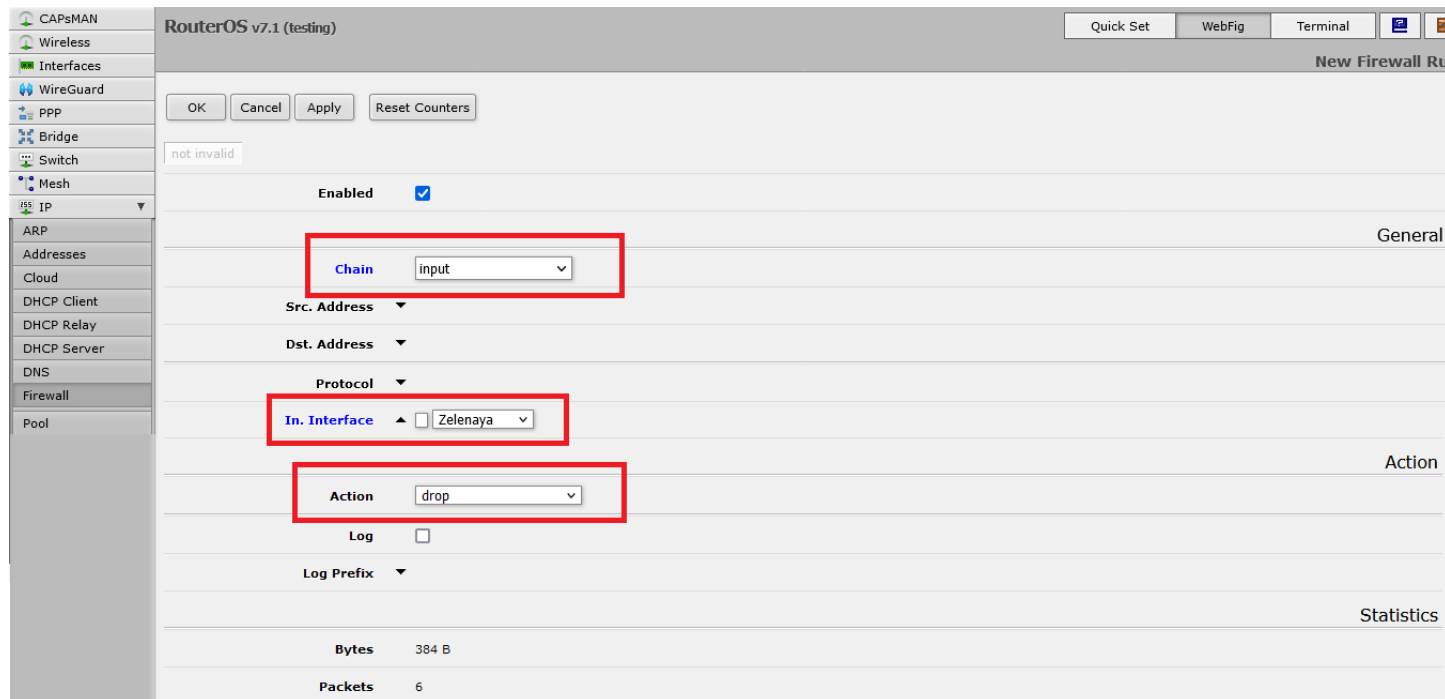 CAPsMAN
Wireless
Interfaces
WireGuard
PPP
Bridge
Switch
Mesh
IP
ARP
Addresses
Cloud
DHCP Client
DHCP Relay
DHCP Server
DNS
Firewall
Pool
RouterOS v7.1 (testing)
Quick Set WebFig Terminal
New Firewall Ru
OK Cancel Apply Reset Counters
not invalid
Enabled
General
Chain input
Src. Address
Dst. Address
Protocol
In. Interface Zelenaya
Action
Action drop
Log
Log Prefix
Statistics
Bytes 384 B
Packets 6